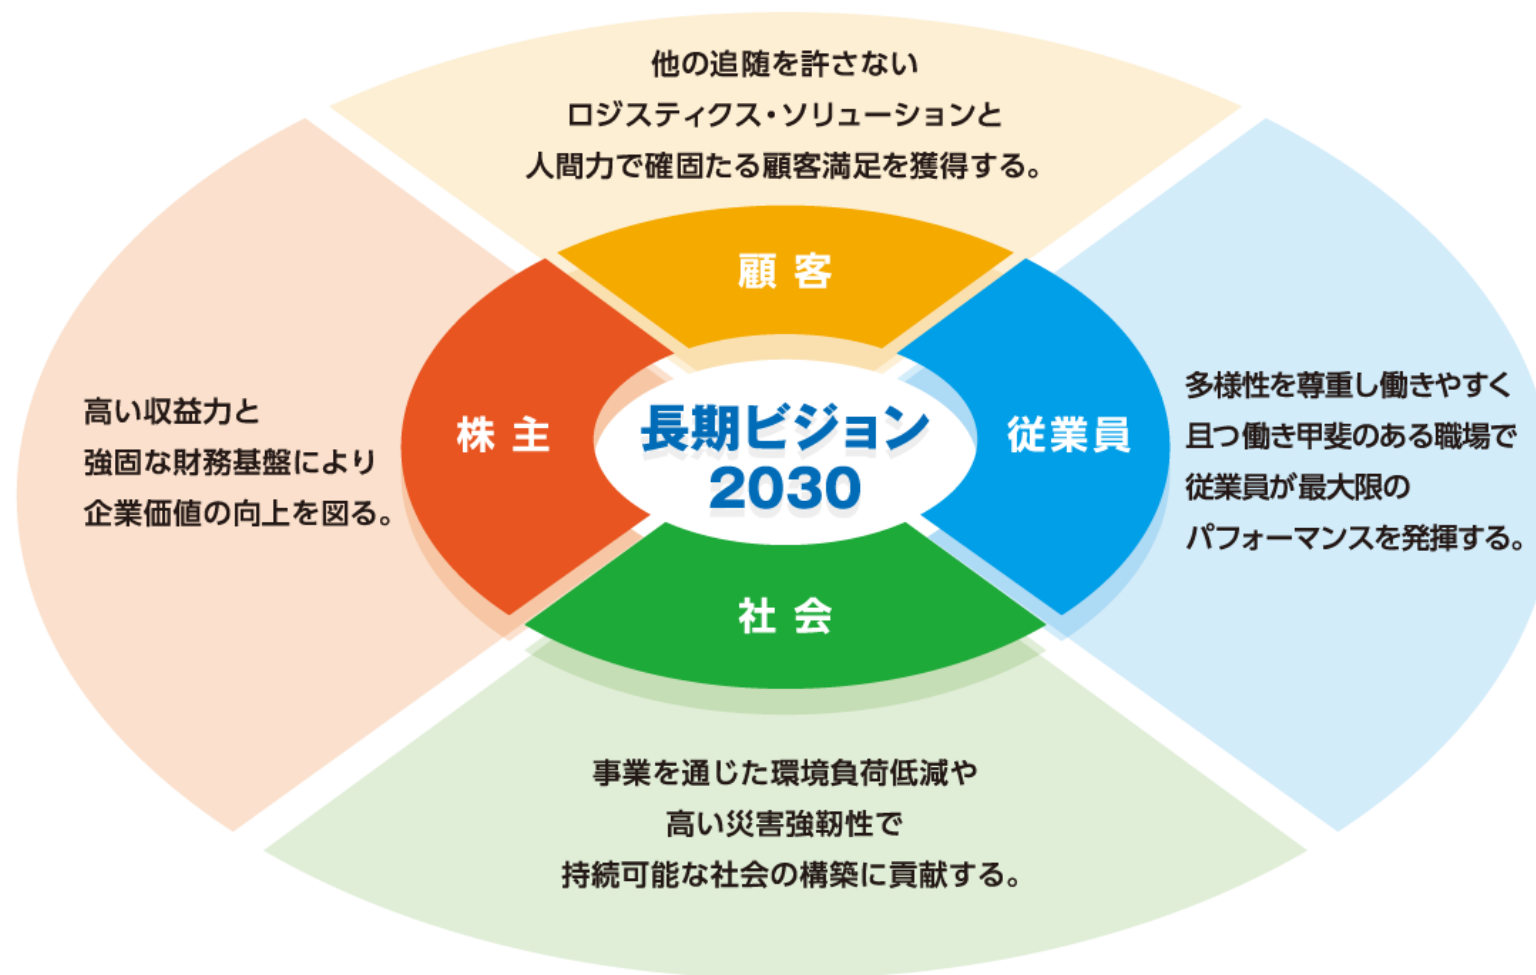 他の追随を許さない
ロジスティクス・ソリューションと
人間力で確固たる顧客満足を獲得する。
顧客
高い収益力と
強固な財務基盤により
企業価値の向上を図る。
株主
長期ビジョン
2030
従業員
多様性を尊重し働きやすく
且つ働き甲斐のある職場で
従業員が最大限の
パフォーマンスを発揮する。
社会
事業を通じた環境負荷低減や
高い災害強靭性で
持続可能な社会の構築に貢献する。